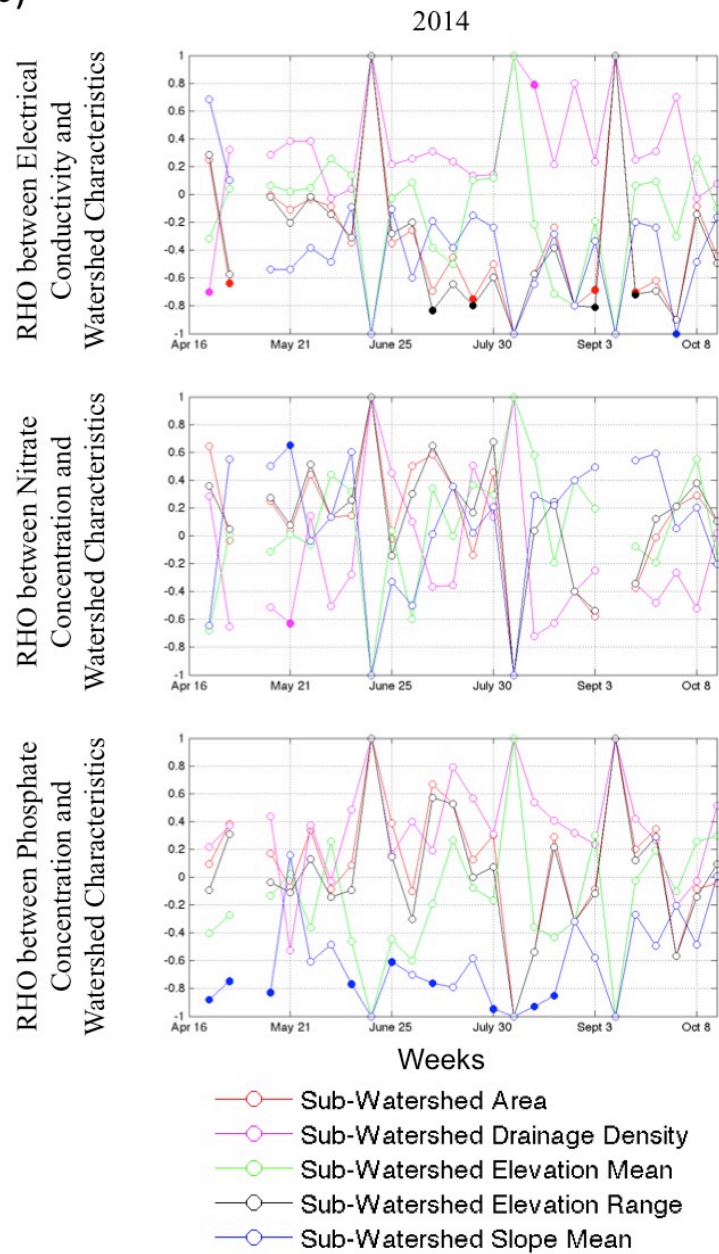 2014
RHO between Electrical
Conductivity and
Watershed Characteristics
1
0.8
0.6
0.4
0.2
0
-0.2
-0.4
-0.6
-0.8
-1
Apr 16 May 21 June 25 July 30 Sept 3 Oct 8
RHO between Nitrate
Concentration and
Watershed Characteristics
1
0.8
0.6
0.4
0.2
0
-0.2
-0.4
-0.6
-0.8
-1
Apr 16 May 21 June 25 July 30 Sept 3 Oct 8
RHO between Phosphate
Concentration and
Watershed Characteristics
1
0.8
0.6
0.4
0.2
0
-0.2
-0.4
-0.6
-0.8
-1
Apr 16 May 21 June 25 July 30 Sept 3 Oct 8
Weeks
Sub-Watershed Area
Sub-Watershed Drainage Density
Sub-Watershed Elevation Mean
Sub-Watershed Elevation Range
Sub-Watershed Slope Mean